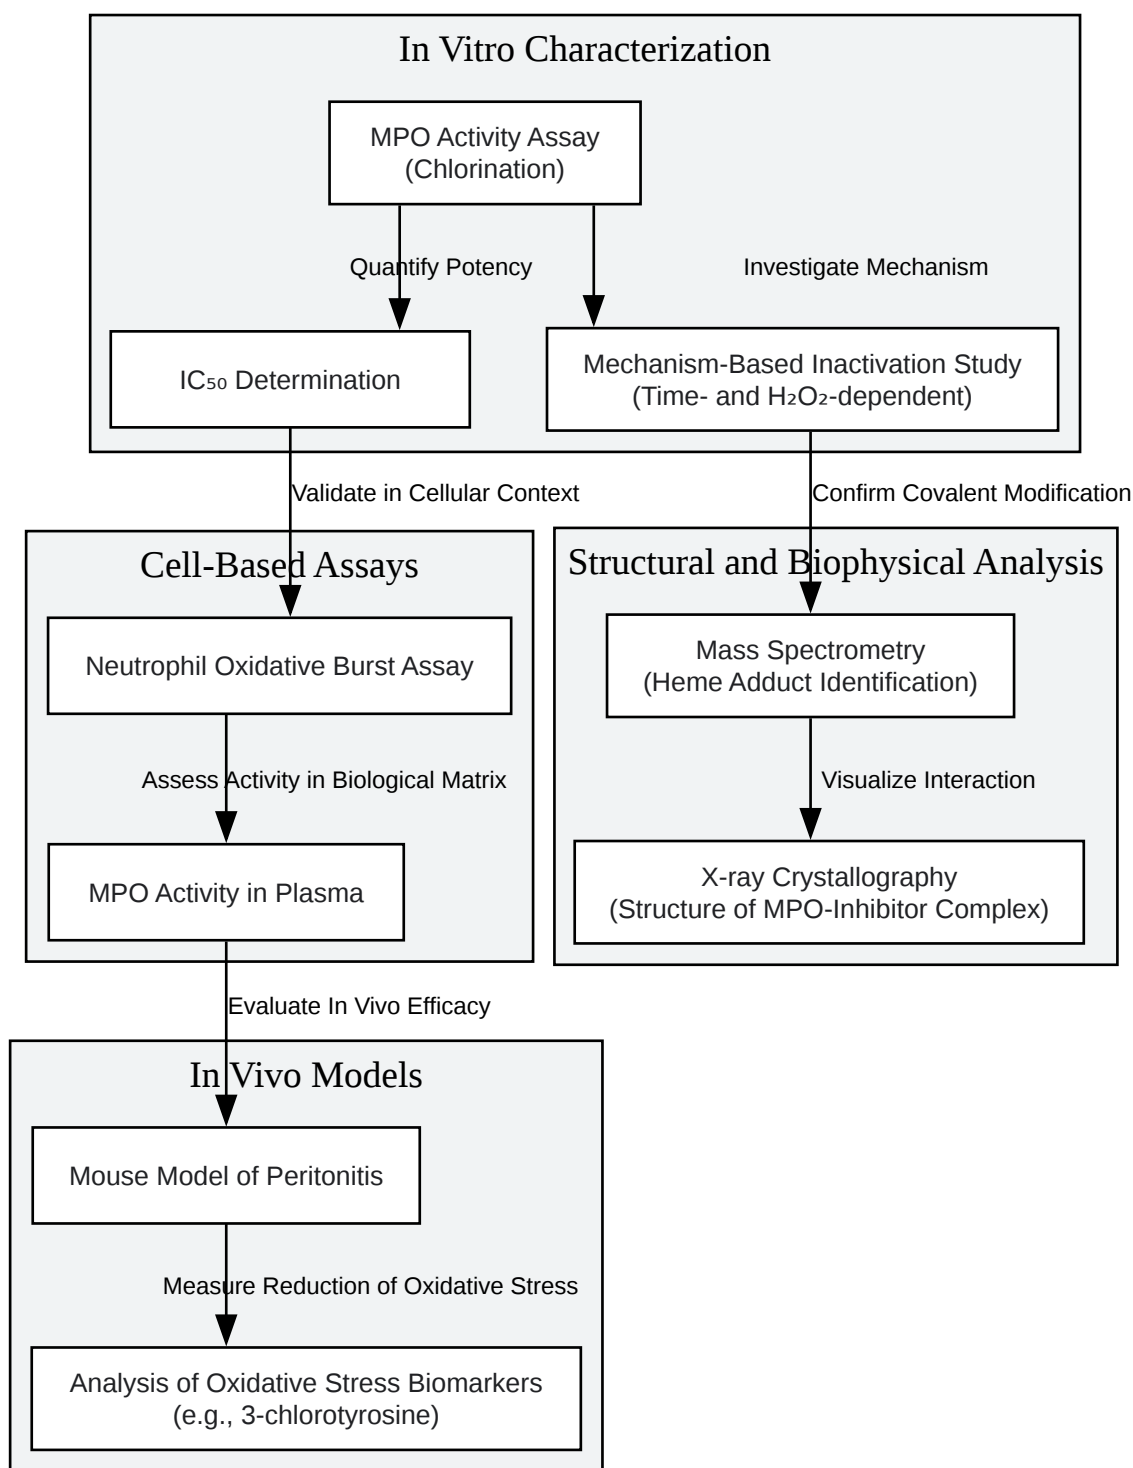 In Vitro Characterization
MPO Activity Assay
(Chlorination)
Quantify Potency
Investigate Mechanism
IC₅₀ Determination
Mechanism-Based Inactivation Study
(Time- and H₂O₂-dependent)
Validate in Cellular Context
Confirm Covalent Modification
Cell-Based Assays
Structural and Biophysical Analysis
Neutrophil Oxidative Burst Assay
Mass Spectrometry
(Heme Adduct Identification)
Assess Activity in Biological Matrix
Visualize Interaction
MPO Activity in Plasma
X-ray Crystallography
(Structure of MPO-Inhibitor Complex)
Evaluate In Vivo Efficacy
In Vivo Models
Mouse Model of Peritonitis
Measure Reduction of Oxidative Stress
Analysis of Oxidative Stress Biomarkers
(e.g., 3-chlorotyrosine)